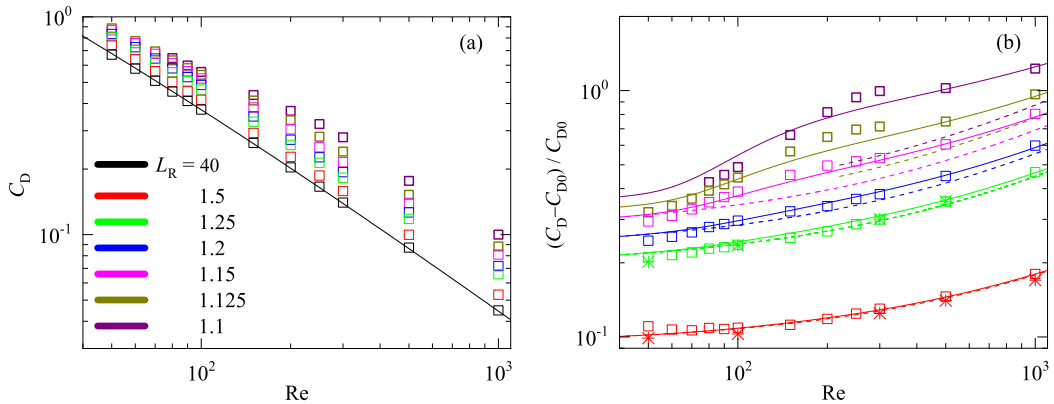 (a)
C_D
10^0
10^-1
L_R = 40
1.5
1.25
1.2
1.15
1.125
1.1
10^2
10^3
Re
(b)
(C_D−C_D0) / C_D0
10^0
10^-1
10^2
10^3
Re